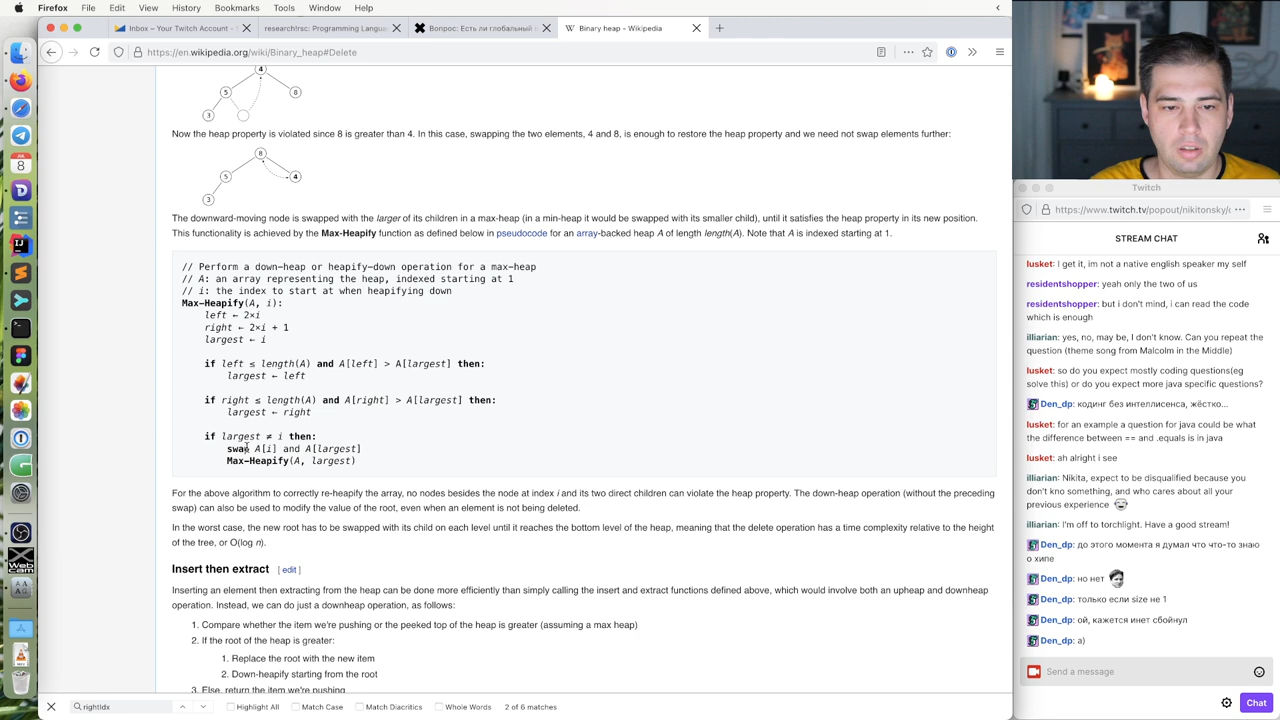 Firefox File Edit View History Bookmarks Tools Window Help
Inbox – Your Twitch Account -
research!rsc: Programming Langu
Вопрос: Есть ли глобальный
Binary heap - Wikipedia
https://en.wikipedia.org/wiki/Binary_heap#Delete
4
5
8
3
Now the heap property is violated since 8 is greater than 4. In this case, swapping the two elements, 4 and 8, is enough to restore the heap property and we need not swap elements further:
8
5
4
3
The downward-moving node is swapped with the larger of its children in a max-heap (in a min-heap it would be swapped with its smaller child), until it satisfies the heap property in its new position.
This functionality is achieved by the Max-Heapify function as defined below in pseudocode for an array-backed heap A of length length(A). Note that A is indexed starting at 1.
// Perform a down-heap or heapify-down operation for a max-heap
// A: an array representing the heap, indexed starting at 1
// i: the index to start at when heapifying down
Max-Heapify(A, i):
left ← 2×i
right ← 2×i + 1
largest ← i
if left ≤ length(A) and A[left] > A[largest] then:
largest ← left
if right ≤ length(A) and A[right] > A[largest] then:
largest ← right
if largest ≠ i then:
swap A[i] and A[largest]
Max-Heapify(A, largest)
For the above algorithm to correctly re-heapify the array, no nodes besides the node at index i and its two direct children can violate the heap property. The down-heap operation (without the preceding
swap) can also be used to modify the value of the root, even when an element is not being deleted.
In the worst case, the new root has to be swapped with its child on each level until it reaches the bottom level of the heap, meaning that the delete operation has a time complexity relative to the height
of the tree, or O(log n).
Insert then extract [ edit ]
Inserting an element then extracting from the heap can be done more efficiently than simply calling the insert and extract functions defined above, which would involve both an upheap and downheap
operation. Instead, we can do just a downheap operation, as follows:
1. Compare whether the item we're pushing or the peeked top of the heap is greater (assuming a max heap)
2. If the root of the heap is greater:
1. Replace the root with the new item
2. Down-heapify starting from the root
3. Else, return the item we're pushing
rightIdx
Highlight All Match Case Match Diacritics Whole Words 2 of 6 matches
JUL
8
Twitch
https://www.twitch.tv/popout/nikitonsky/c
STREAM CHAT
lusket: I get it, im not a native english speaker my self
residentshopper: yeah only the two of us
residentshopper: but i don't mind, i can read the code
which is enough
illiarian: yes, no, may be, I don't know. Can you repeat the
question (theme song from Malcolm in the Middle)
lusket: so do you expect mostly coding questions(eg
solve this) or do you expect more java specific questions?
Den_dp: кодинг без интеллисенса, жёстко...
lusket: for an example a question for java could be what
the difference between == and .equals is in java
lusket: ah alright i see
illiarian: Nikita, expect to be disqualified because you
don't kno something, and who cares about all your
previous experience
illiarian: I'm off to torchlight. Have a good stream!
Den_dp: до этого момента я думал что что-то знаю
о хипе
Den_dp: но нет
Den_dp: только если size не 1
Den_dp: ой, кажется инет сбойнул
Den_dp: а)
Send a message
Chat